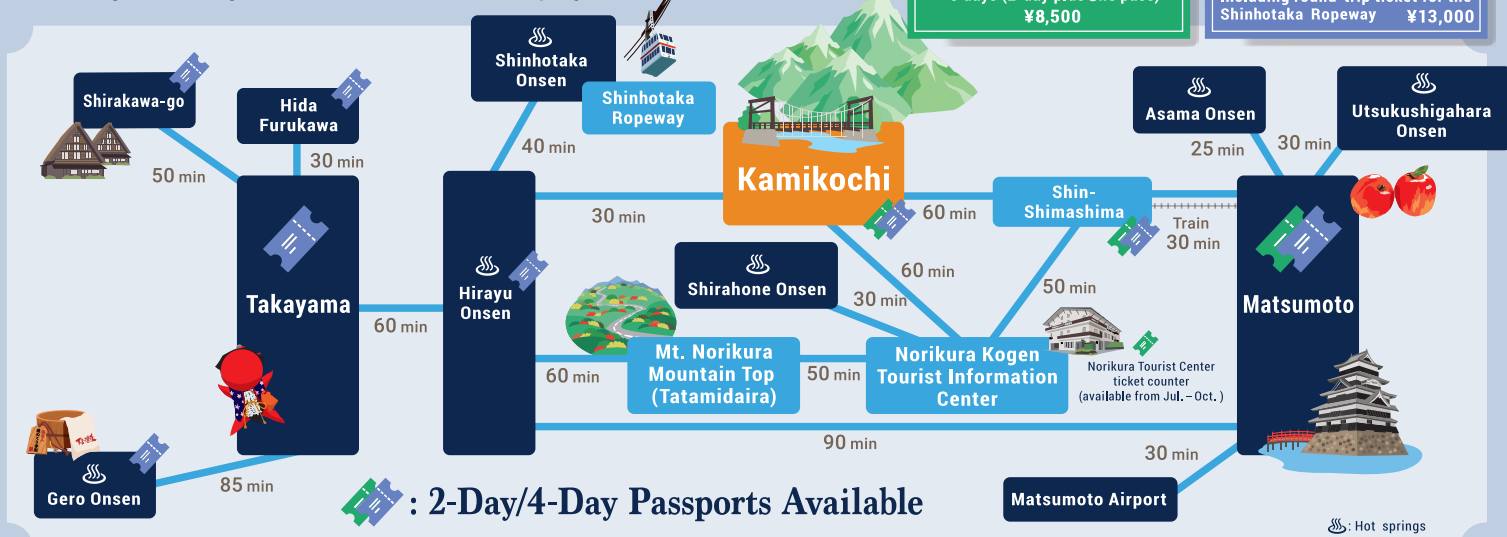 ¥8,500
Shinhotaka Ropeway ¥13,000
Shinhotaka
Onsen
Shinhotaka
Ropeway
Shirakawa-go
Hida
Furukawa
Kamikochi
Asama Onsen
Utsukushigahara
Onsen
50 min
30 min
40 min
25 min
30 min
30 min
60 min
Shin-
Shimashima
Train
30 min
Takayama
60 min
Hirayu
Onsen
Shirahone Onsen
60 min
30 min
50 min
Matsumoto
60 min
Mt. Norikura
Mountain Top
(Tatamidaira)
50 min
Norikura Kogen
Tourist Information
Center
Norikura Tourist Center
ticket counter
(available from Jul. – Oct. )
90 min
30 min
Gero Onsen
85 min
: 2-Day/4-Day Passports Available
Matsumoto Airport
: Hot springs